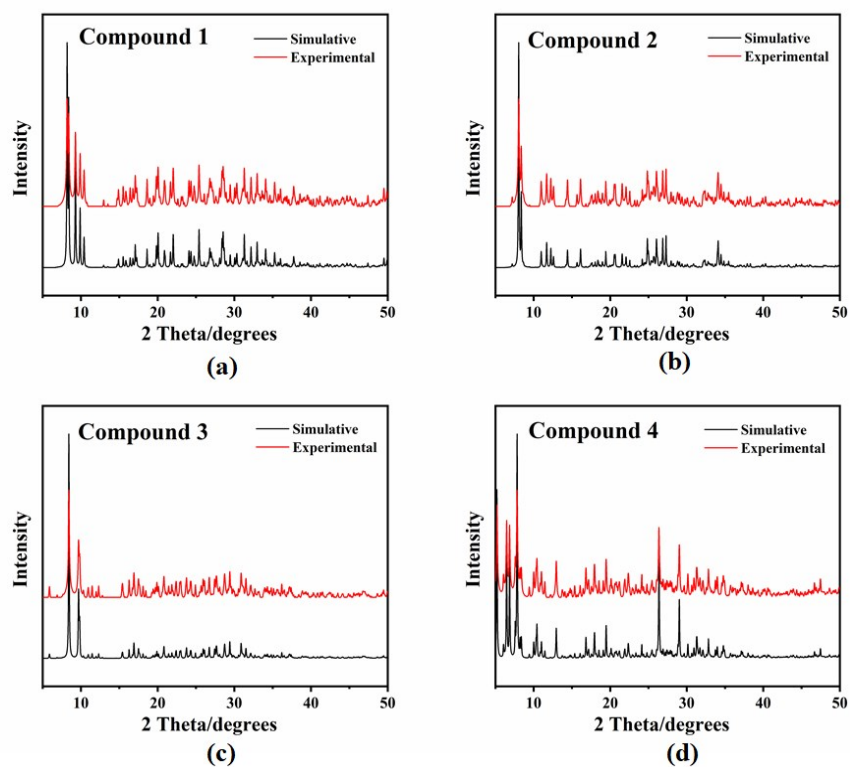 Compound 1
Simulative
Experimental
Intensity
10 20 30 40 50
2 Theta/degrees
(a)
Compound 2
Simulative
Experimental
Intensity
10 20 30 40 50
2 Theta/degrees
(b)
Compound 3
Simulative
Experimental
Intensity
10 20 30 40 50
2 Theta/degrees
(c)
Compound 4
Simulative
Experimental
Intensity
10 20 30 40 50
2 Theta/degrees
(d)